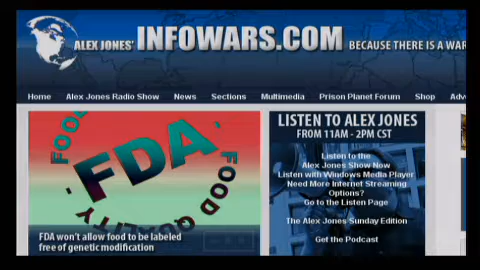 ALEX JONES' INFOWARS.COM BECAUSE THERE IS A WAR
Home Alex Jones Radio Show News Sections Multimedia Prison Planet Forum Shop Adv
FOOD
FDA
- FOOD QUALITY -
FDA won't allow food to be labeled
free of genetic modification
LISTEN TO ALEX JONES
FROM 11AM - 2PM CST
Listen to the
Alex Jones Show Now
Listen with Windows Media Player
Need More Internet Streaming
Options?
Go to the Listen Page
The Alex Jones Sunday Edition
Get the Podcast